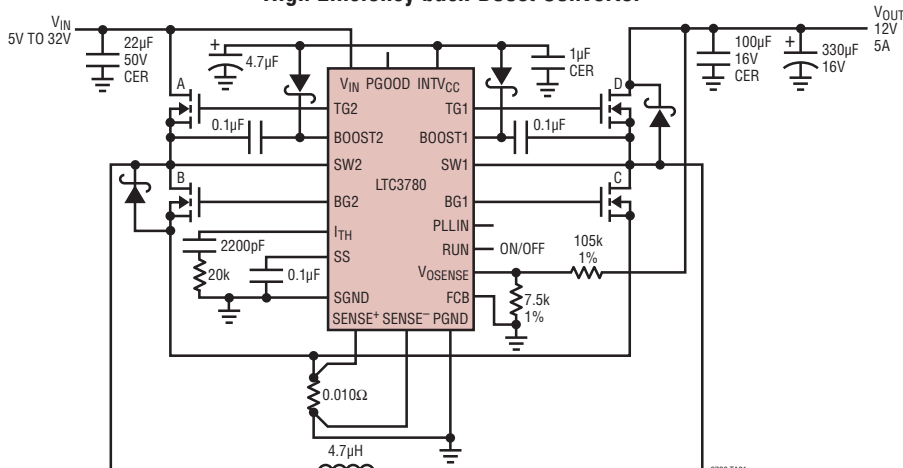 High Efficiency Buck-Boost Converter
VIN
5V TO 32V
22µF
50V
CER
+
4.7µF
1µF
CER
VOUT
12V
5A
100µF
16V
CER
+
330µF
16V
VIN PGOOD INTVCC
A
TG2
TG1
D
0.1µF
BOOST2
BOOST1
0.1µF
SW2
SW1
LTC3780
B
BG2
BG1
C
PLLIN
ITH
2200pF
RUN
ON/OFF
105k
1%
SS
20k
0.1µF
VOSENSE
SGND
FCB
7.5k
1%
SENSE+ SENSE− PGND
0.010Ω
4.7µH